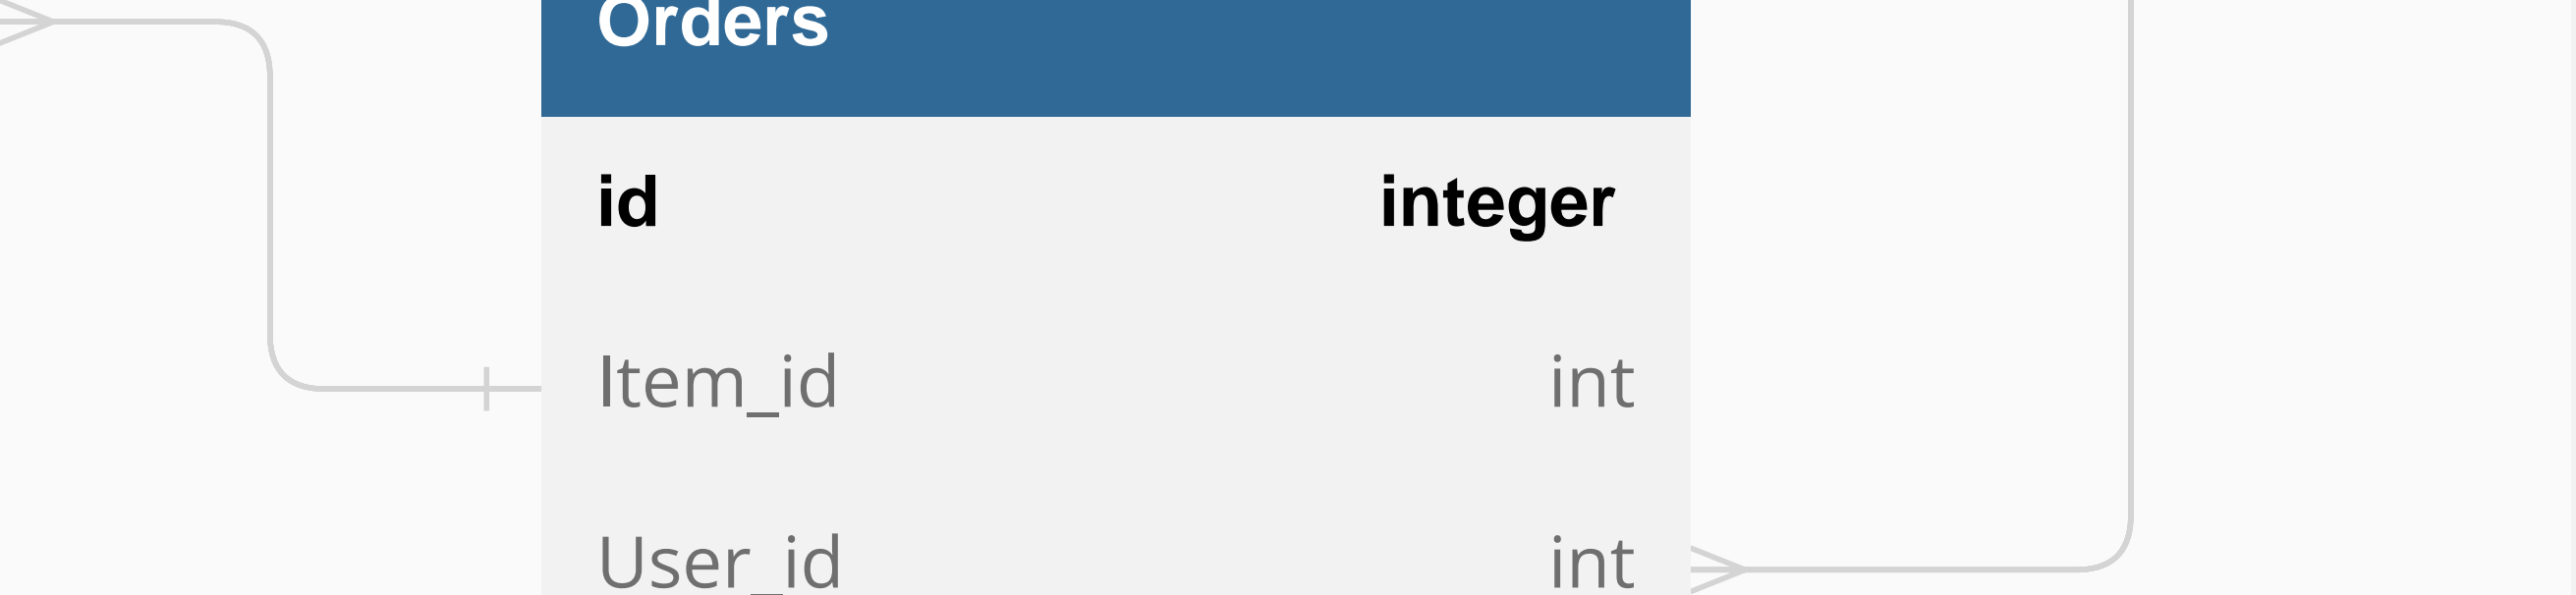 Orders
id integer
Item_id int
User_id int